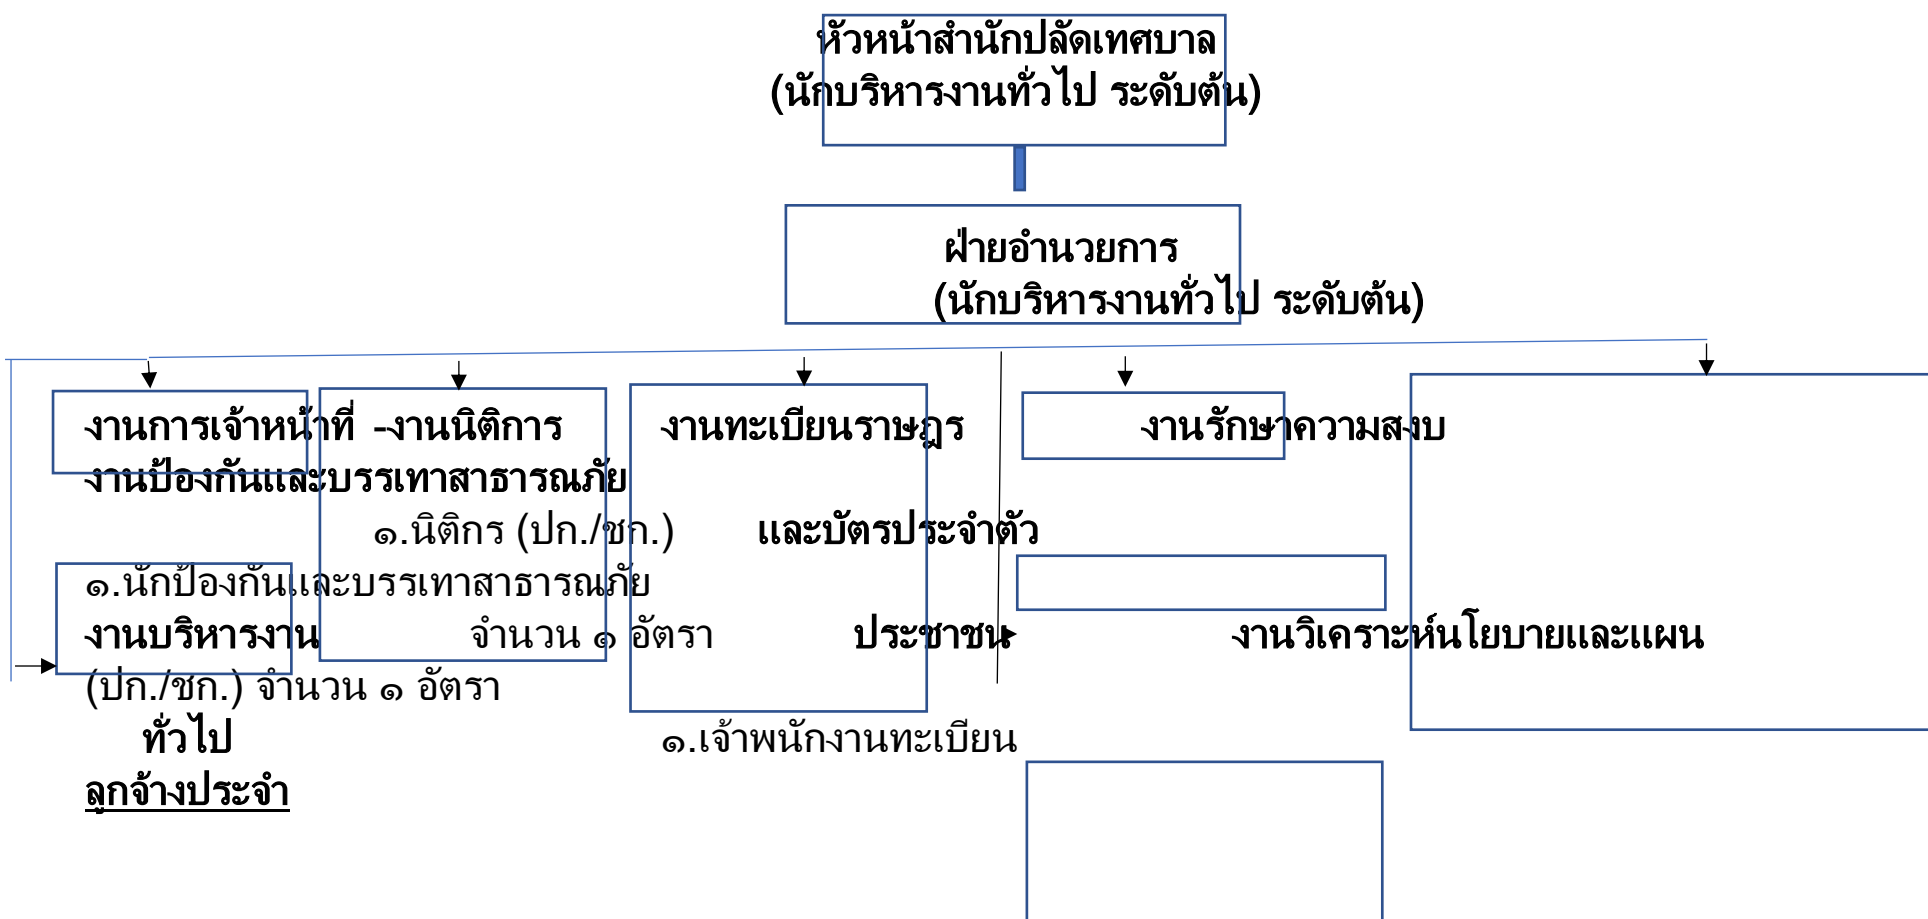 หัวหน้าสำนักปลัดเทศบาล
(นักบริหารงานทั่วไป ระดับต้น)
ฝ่ายอำนวยการ
(นักบริหารงานทั่วไป ระดับต้น)
งานการเจ้าหน้าที่ -งานนิติการ งานทะเบียนราษฎร งานรักษาความสงบ
งานป้องกันและบรรเทาสาธารณภัย
๑.นิติกร (ปก./ชก.) และบัตรประจำตัว
๑.นักป้องกันและบรรเทาสาธารณภัย
งานบริหารงาน จำนวน ๑ อัตรา ประชาชน งานวิเคราะห์นโยบายและแผน
(ปก./ชก.) จำนวน ๑ อัตรา
ทั่วไป ๑.เจ้าพนักงานทะเบียน
ลูกจ้างประจำ